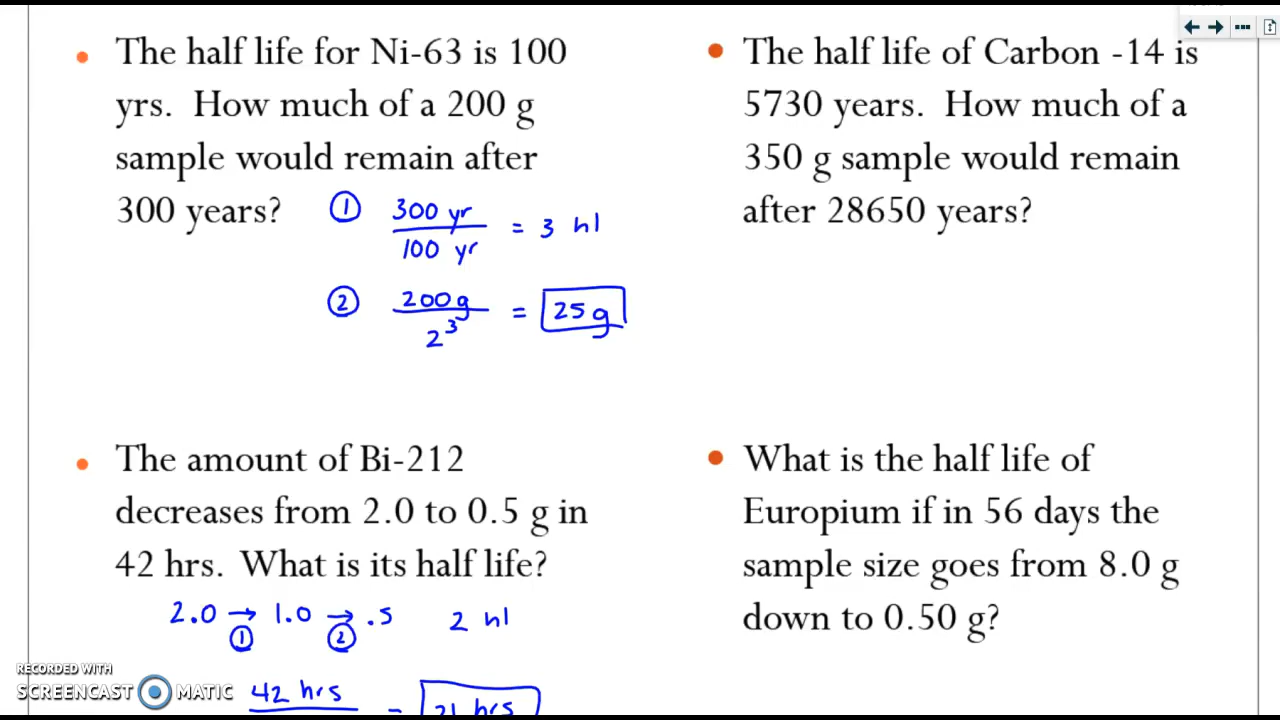 • The half life for Ni-63 is 100
yrs. How much of a 200 g
sample would remain after
300 years?
① 300 yr / 100 yr = 3 hl
② 200g / 2³ = 25 g
• The half life of Carbon -14 is
5730 years. How much of a
350 g sample would remain
after 28650 years?
• The amount of Bi-212
decreases from 2.0 to 0.5 g in
42 hrs. What is its half life?
2.0 → 1.0 → .5 2 hl
① ②
42 hrs = 21 hrs
• What is the half life of
Europium if in 56 days the
sample size goes from 8.0 g
down to 0.50 g?
RECORDED WITH
SCREENCAST MATIC